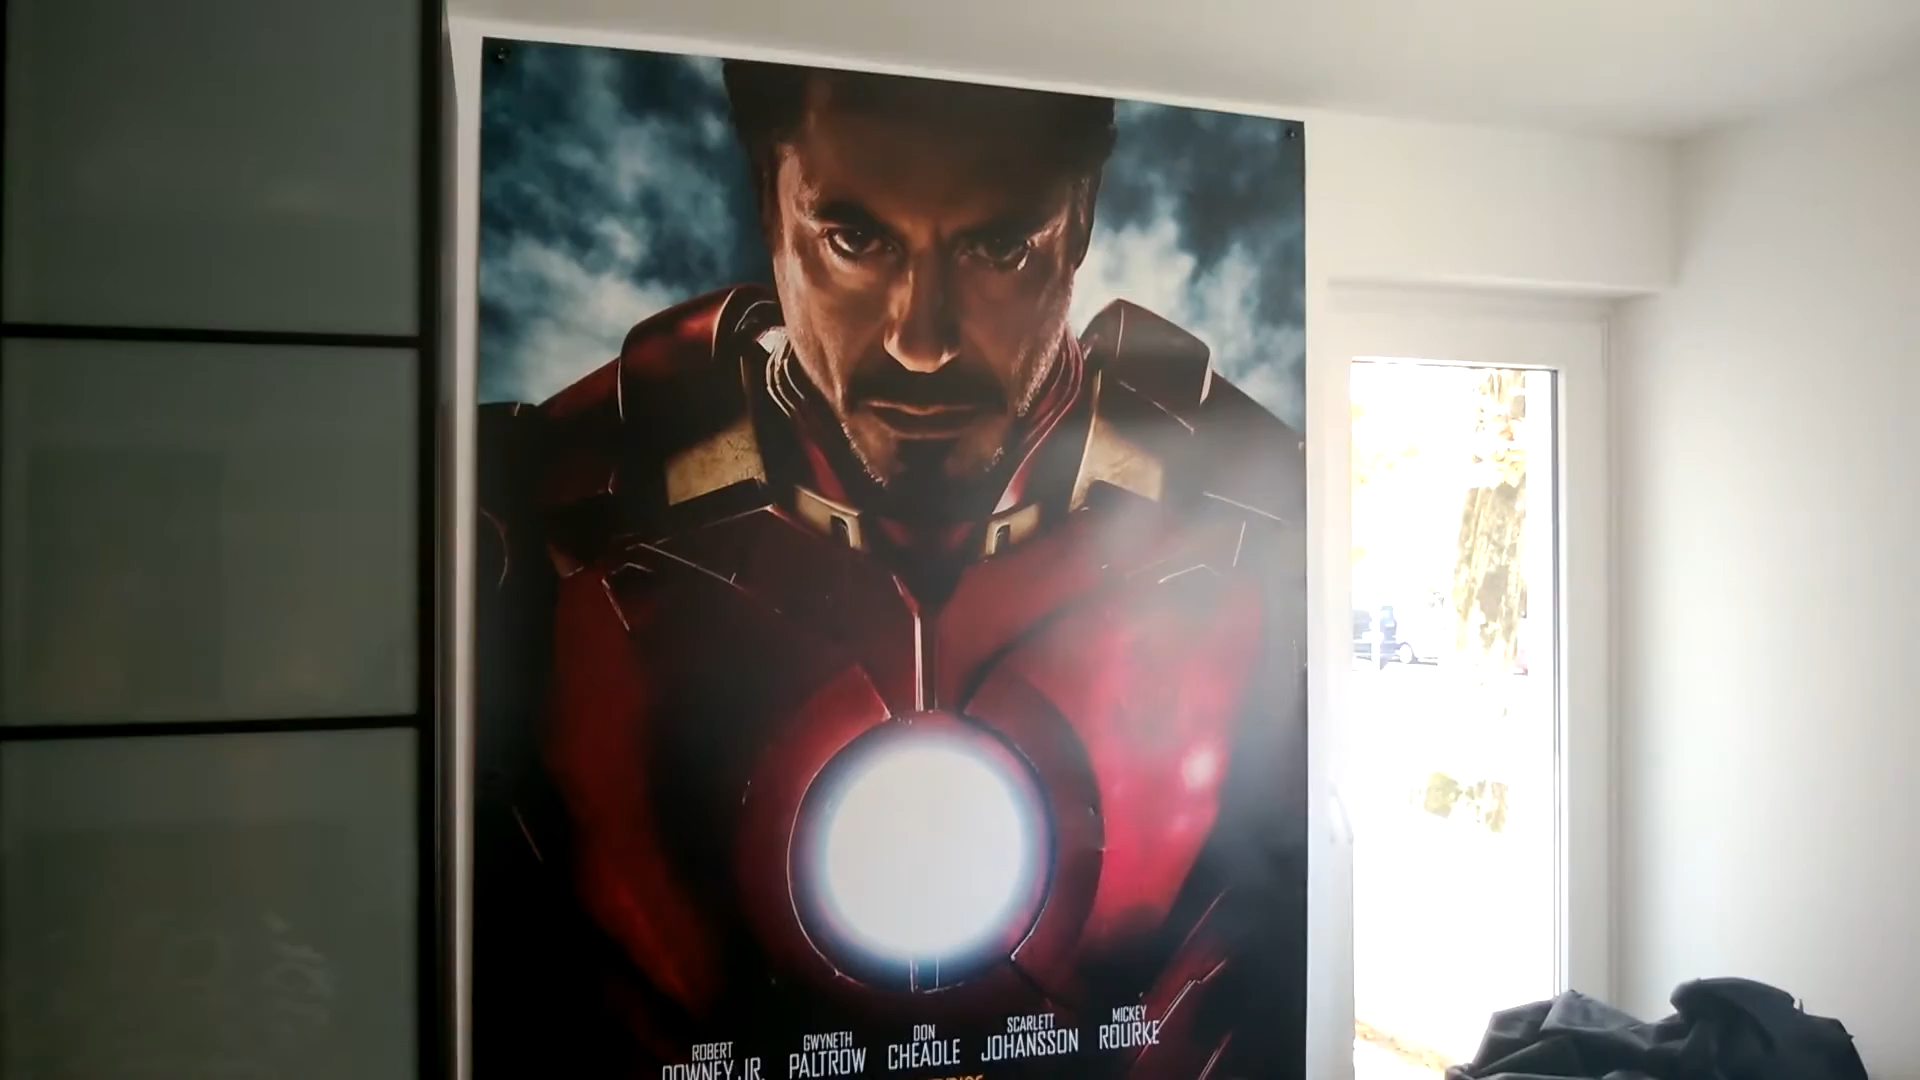 ROBERT DOWNEY JR.
GWYNETH PALTROW
DON CHEADLE
SCARLETT JOHANSSON
MICKEY ROURKE